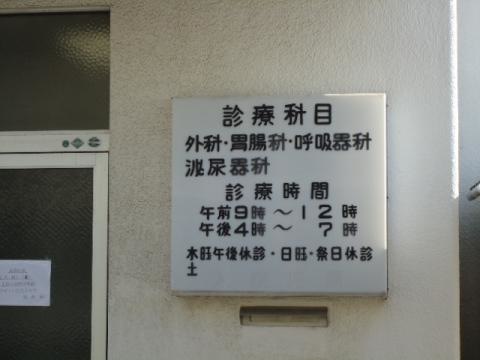 診療科目
外科・胃腸科・呼吸器科
泌尿器科
診療時間
午前9時～12時
午後4時～ 7時
木旺午後休診・日旺・祭日休診
土